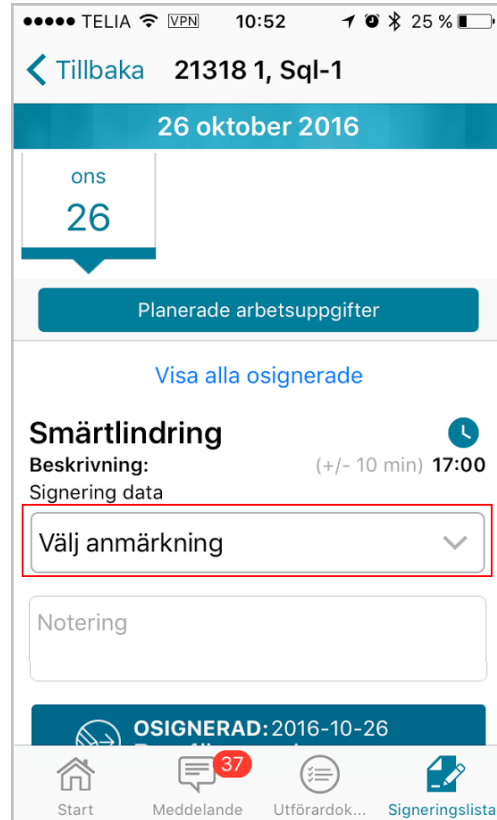 TELIA VPN 10:52 25 %
Tillbaka 21318 1, Sql-1
26 oktober 2016
ons
26
Planerade arbetsuppgifter
Visa alla osignerade
Smärtlindring
Beskrivning: (+/- 10 min) 17:00
Signering data
Välj anmärkning
Notering
OSIGNERAD: 2016-10-26
37
Start Meddelande Utförardok... Signeringslista